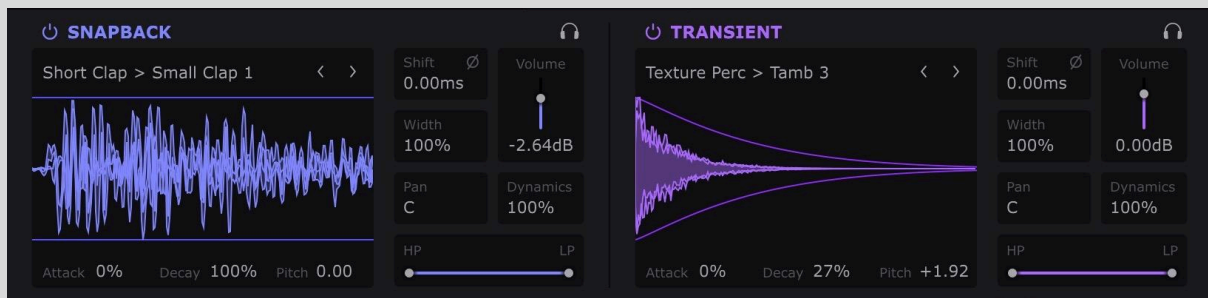 SNAPBACK
Short Clap > Small Clap 1 < >
Attack 0% Decay 100% Pitch 0.00
Shift Ø
0.00ms
Volume
-2.64dB
Width
100%
Pan
C
Dynamics
100%
HP LP
TRANSIENT
Texture Perc > Tamb 3 < >
Attack 0% Decay 27% Pitch +1.92
Shift Ø
0.00ms
Volume
0.00dB
Width
100%
Pan
C
Dynamics
100%
HP LP